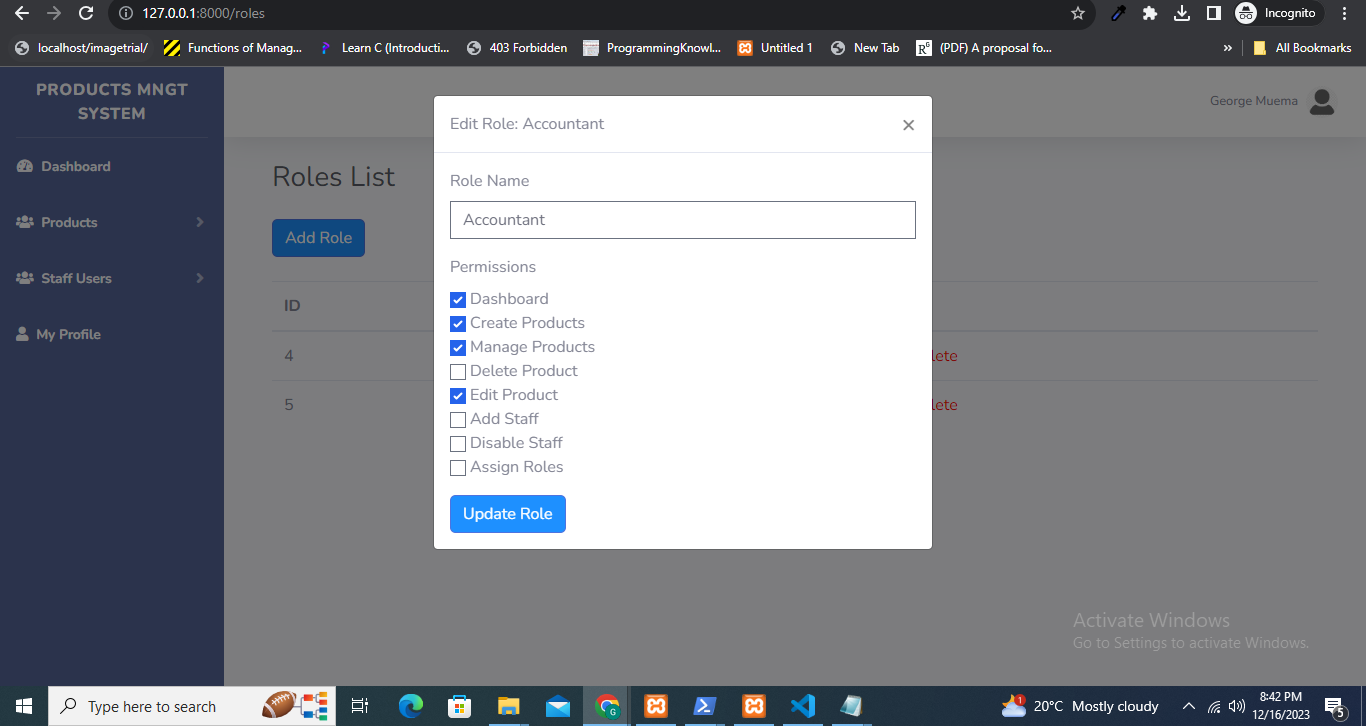 127.0.0.1:8000/roles
Incognito
localhost/imagetrial/
Functions of Manag...
Learn C (Introducti...
403 Forbidden
ProgrammingKnowl...
Untitled 1
New Tab
R⁶ (PDF) A proposal fo...
»
All Bookmarks
PRODUCTS MNGT
SYSTEM
Dashboard
Products
Staff Users
My Profile
George Muema
Roles List
Add Role
ID
4
lete
5
lete
Edit Role: Accountant
×
Role Name
Accountant
Permissions
Dashboard
Create Products
Manage Products
Delete Product
Edit Product
Add Staff
Disable Staff
Assign Roles
Update Role
Activate Windows
Go to Settings to activate Windows.
Type here to search
G
1
20°C Mostly cloudy
8:42 PM
12/16/2023
5